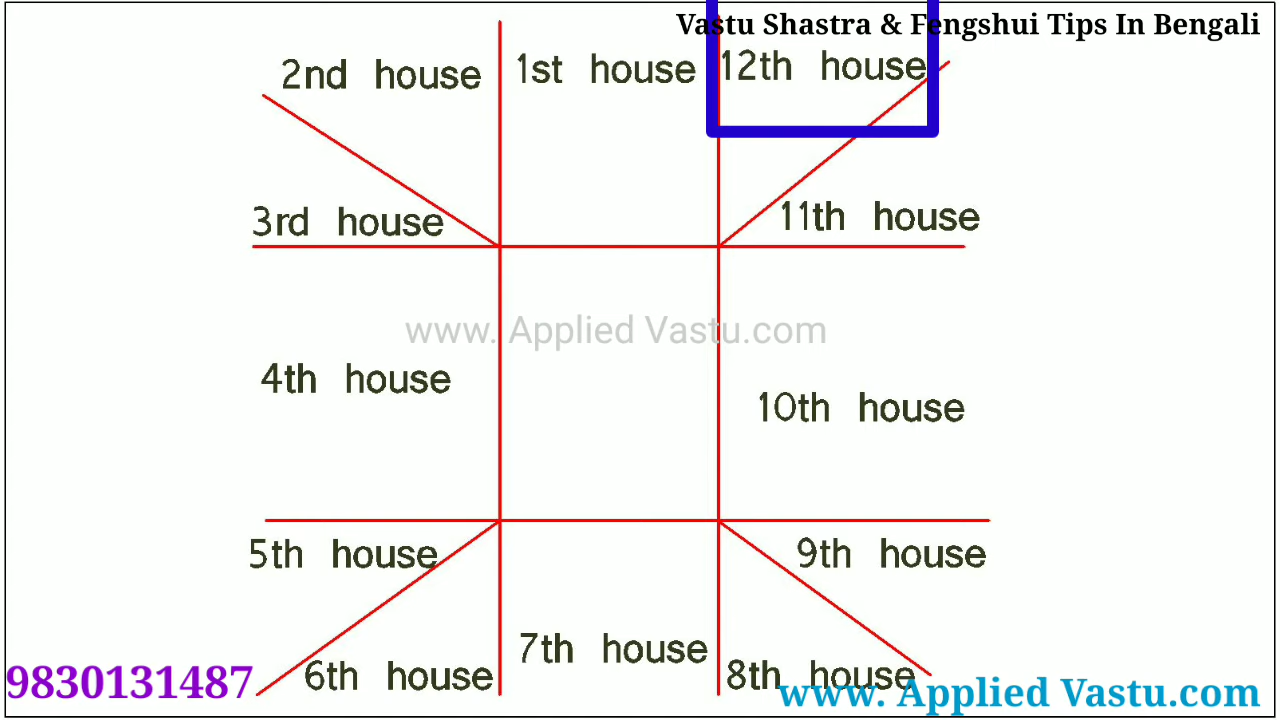 Vastu Shastra & Fengshui Tips In Bengali
2nd house
1st house
12th house
3rd house
11th house
www. Applied Vastu.com
4th house
10th house
5th house
9th house
7th house
6th house
8th house
9830131487
www. Applied Vastu.com